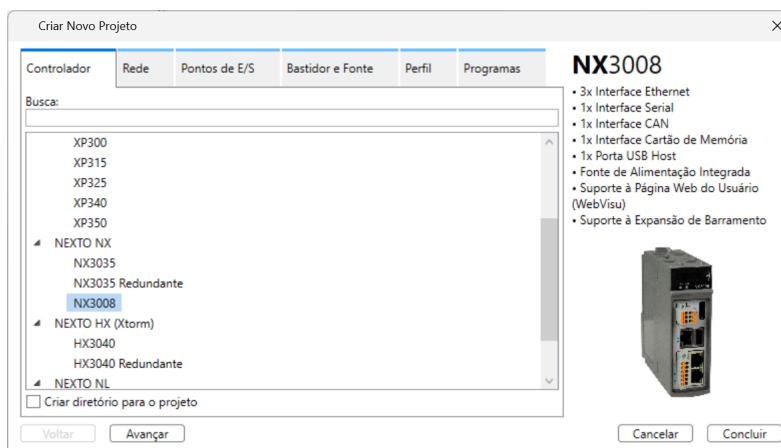 Criar Novo Projeto
Controlador
Rede
Pontos de E/S
Bastidor e Fonte
Perfil
Programas
Busca:
XP300
XP315
XP325
XP340
XP350
NEXTO NX
NX3035
NX3035 Redundante
NX3008
NEXTO HX (Xtorm)
HX3040
HX3040 Redundante
NEXTO NL
Criar diretório para o projeto
NX3008
• 3x Interface Ethernet
• 1x Interface Serial
• 1x Interface CAN
• 1x Interface Cartão de Memória
• 1x Porta USB Host
• Fonte de Alimentação Integrada
• Suporte à Página Web do Usuário
(WebVisu)
• Suporte à Expansão de Barramento
Voltar
Avançar
Cancelar
Concluir